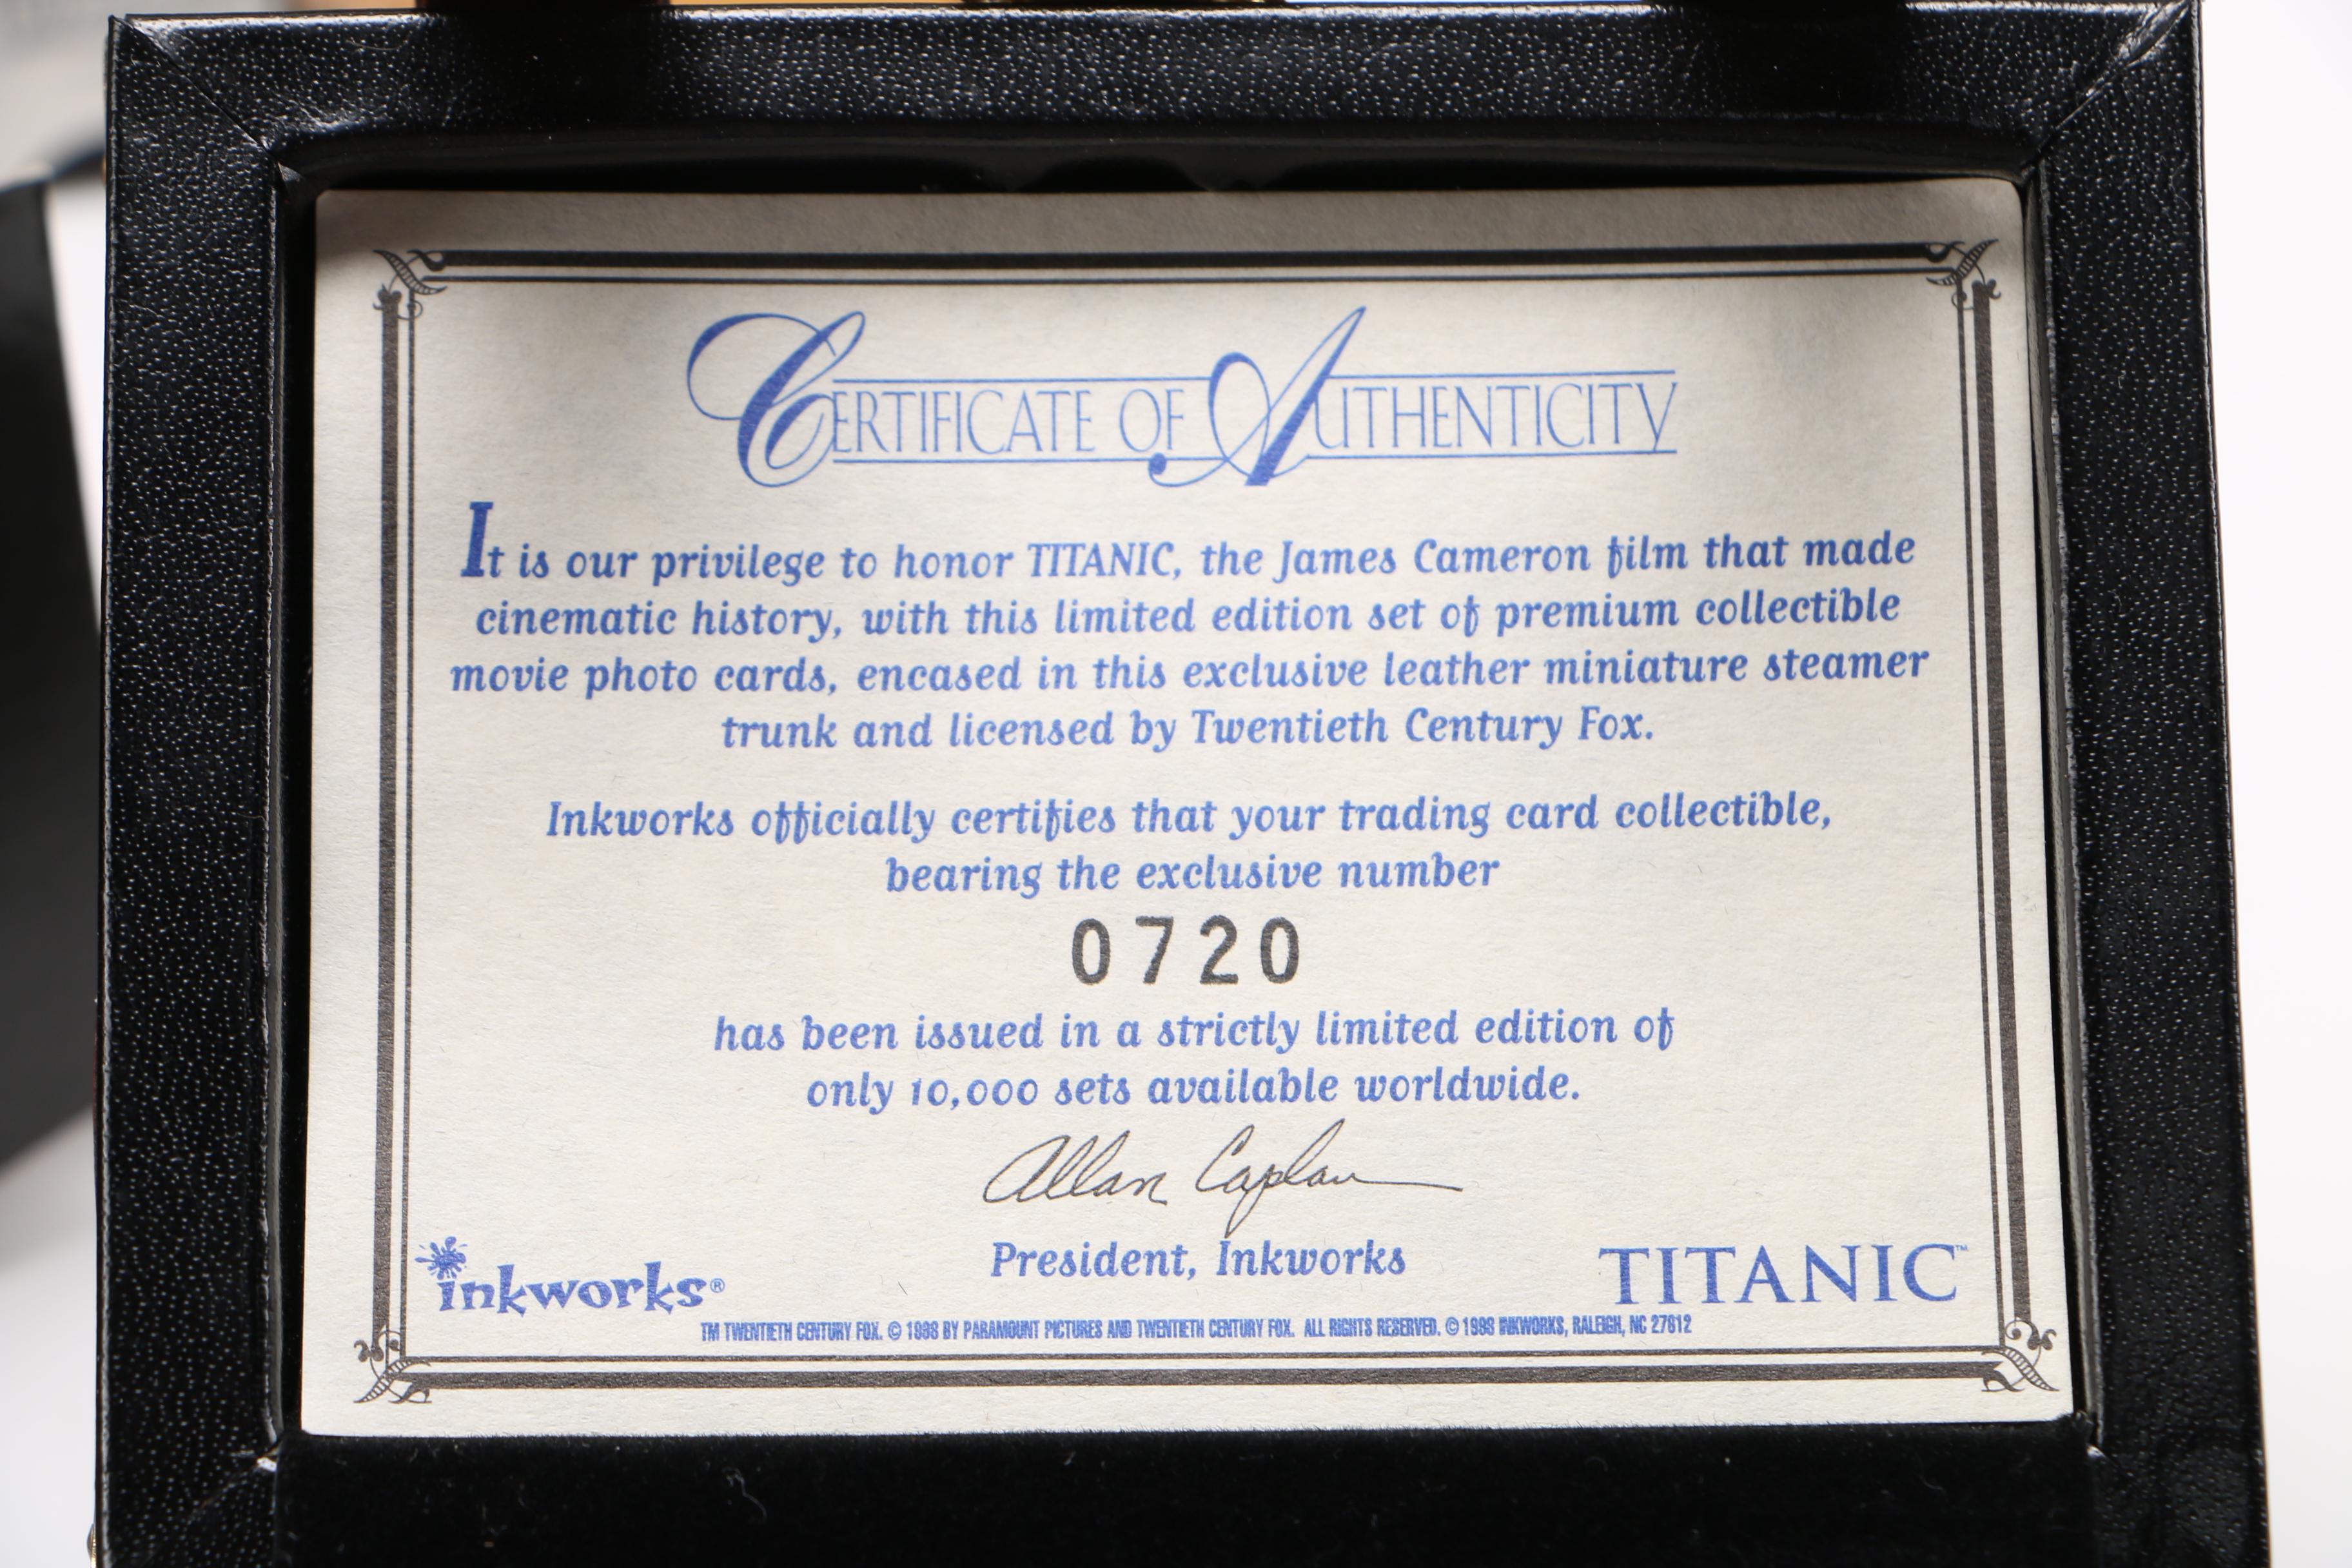 CERTIFICATE OF AUTHENTICITY
It is our privilege to honor TITANIC, the James Cameron film that made
cinematic history, with this limited edition set of premium collectible
movie photo cards, encased in this exclusive leather miniature steamer
trunk and licensed by Twentieth Century Fox.
Inkworks officially certifies that your trading card collectible,
bearing the exclusive number
0720
has been issued in a strictly limited edition of
only 10,000 sets available worldwide.
Allan Caplan
President, Inkworks
inkworks®
TITANIC™
TM TWENTIETH CENTURY FOX. © 1998 BY PARAMOUNT PICTURES AND TWENTIETH CENTURY FOX. ALL RIGHTS RESERVED. © 1998 INKWORKS, RALEIGH, NC 27612